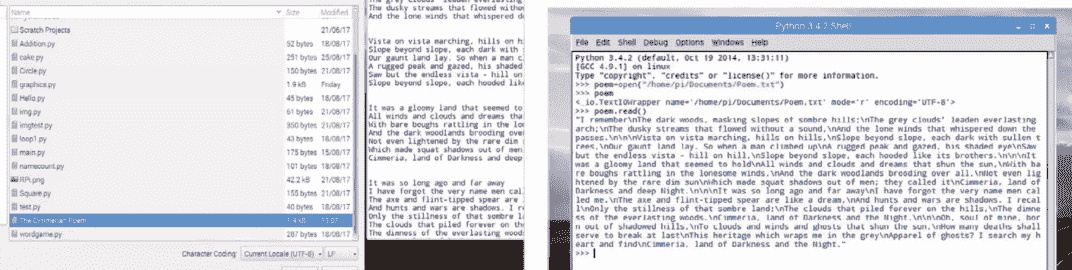 Name Size Modified
Scratch Projects 21/06/17
Addition.py 52 bytes 18/08/17
cake.py 251 bytes 25/08/17
Circle.py 150 bytes 21/08/17
graphics.py 1.9 kB Friday
Hello.py 45 bytes 18/08/17
img.py 61 bytes 21/08/17
imgtest.py 350 bytes 21/08/17
loop1.py 43 bytes 18/08/17
main.py 175 bytes 15/08/17
namecount.py 101 bytes 18/08/17
RPi.png 42.2 kB 21/08/17
Square.py 155 bytes 21/08/17
test.py 40 bytes 18/08/17
The Cimmerian Poem
wordgame.py 287 bytes 18/08/17
Character Coding: Current Locale (UTF-8) LF
The dusky streams that flowed withou
And the lone winds that whispered do
Vista on vista marching, hills on h
Slope beyond slope, each dark with
Our gaunt land lay. So when a man cl
A rugged peak and gazed, his shaded
Saw but the endless vista - hill on
Slope beyond slope, each hooded lik
It was a gloomy land that seemed to
All winds and clouds and dreams tha
With bare boughs rattling in the lo
And the dark woodlands brooding ove
Not even lightened by the rare dim
Which made squat shadows out of men
Cimmeria, land of Darkness and deep
It was so long ago and far away
I have forgot the very name men cal
The axe and flint-tipped spear are
And hunts and wars are shadows. I r
Only the stillness of that sombre la
The clouds that piled forever on th
The dimness of the everlasting wood
Python 3.4.2 Shell
File Edit Shell Debug Options Windows Help
Python 3.4.2 (default, Oct 19 2014, 13:31:11)
[GCC 4.9.1] on linux
Type "copyright", "credits" or "license()" for more information.
>>> poem=open("/home/pi/Documents/Poem.txt")
>>> poem
<_io.TextIOWrapper name='/home/pi/Documents/Poem.txt' mode='r' encoding='UTF-8'>
>>> poem.read()
"I remember\nThe dark woods, masking slopes of sombre hills;\nThe grey clouds' leaden everlasting
arch;\nThe dusky streams that flowed without a sound,\nAnd the lone winds that whispered down the
passes.\n\n\nVista on vista marching, hills on hills,\nSlope beyond slope, each dark with sullen t
rees,\nOur gaunt land lay. So when a man climbed up\nA rugged peak and gazed, his shaded eye\nSaw
but the endless vista - hill on hill,\nSlope beyond slope, each hooded like its brothers.\n\n\nIt
was a gloomy land that seemed to hold\nAll winds and clouds and dreams that shun the sun,\nWith ba
re boughs rattling in the lonesome winds,\nAnd the dark woodlands brooding over all,\nNot even lig
htened by the rare dim sun\nWhich made squat shadows out of men; they called it\nCimmeria, land of
Darkness and deep Night.\n\n\nIt was so long ago and far away\nI have forgot the very name men cal
led me.\nThe axe and flint-tipped spear are like a dream,\nAnd hunts and wars are shadows. I recal
l\nOnly the stillness of that sombre land;\nThe clouds that piled forever on the hills,\nThe dimne
ss of the everlasting woods.\nCimmeria, land of Darkness and the Night.\n\n\nOh, soul of mine, bor
n out of shadowed hills,\nTo clouds and winds and ghosts that shun the sun,\nHow many deaths shall
serve to break at last\nThis heritage which wraps me in the grey\nApparel of ghosts? I search my h
eart and find\nCimmeria, land of Darkness and the Night."
>>>